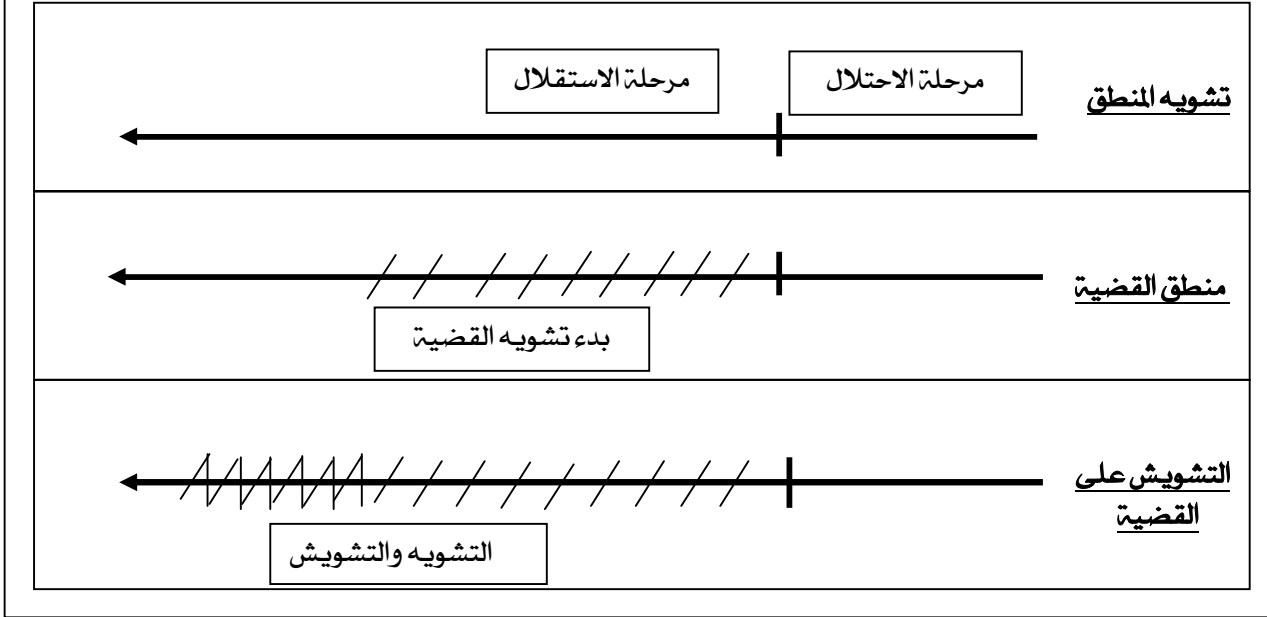 تشويه المنطق
مرحلة الاحتلال
مرحلة الاستقلال
منطق القضية
بدء تشويه القضية
التشويش على
القضية
التشويه والتشويش